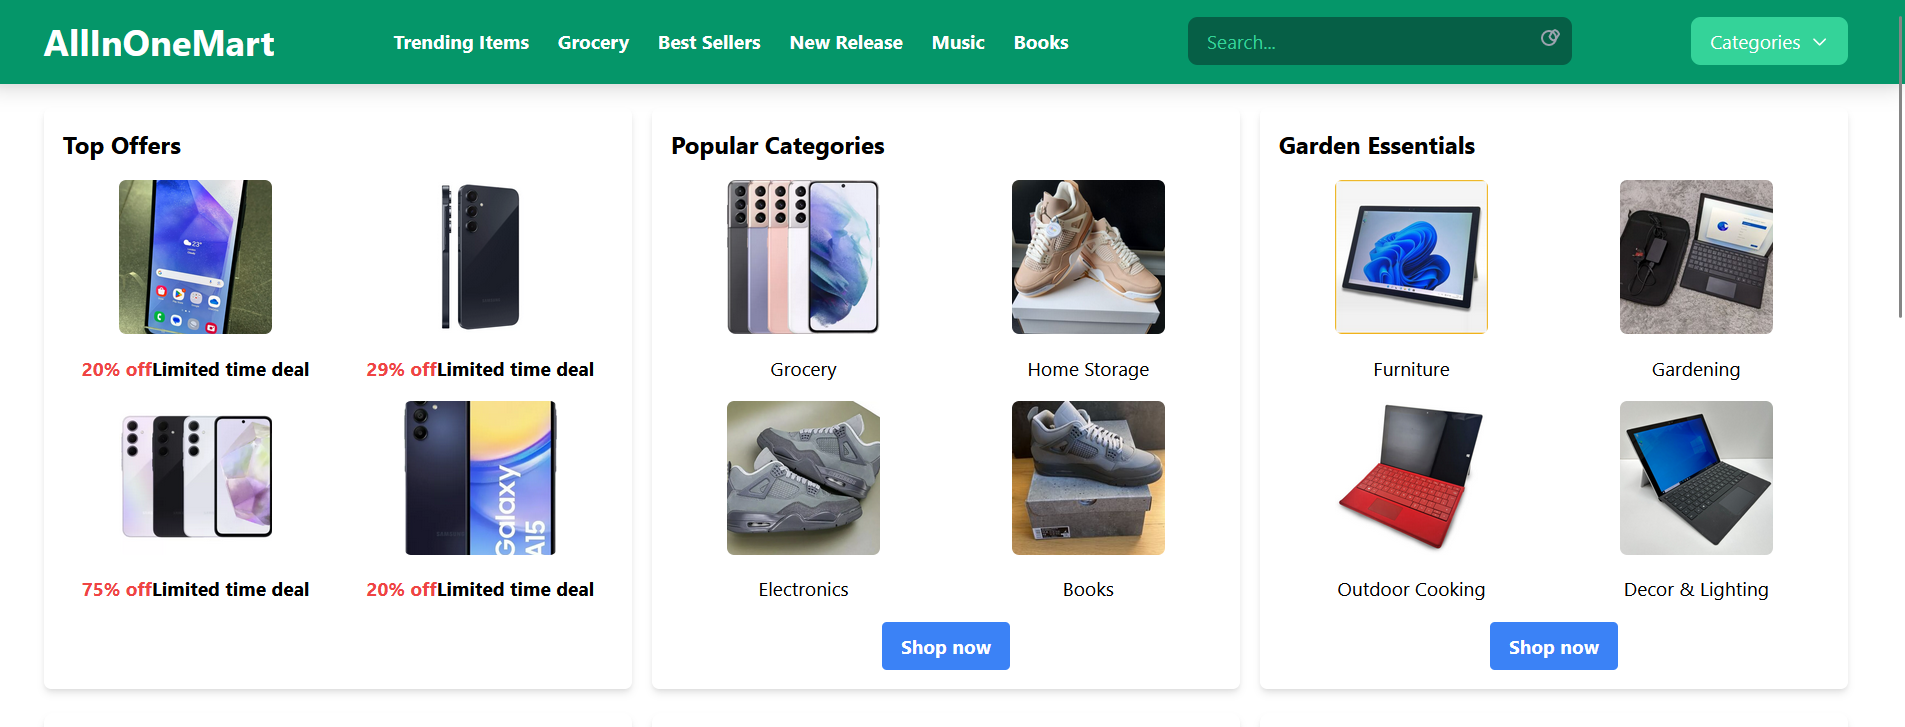 AllInOneMart
Trending Items
Grocery
Best Sellers
New Release
Music
Books
Search...
Categories
Top Offers
20% offLimited time deal
29% offLimited time deal
Galaxy
A15
75% offLimited time deal
20% offLimited time deal
Popular Categories
Grocery
Home Storage
Electronics
Books
Shop now
Garden Essentials
Furniture
Gardening
Outdoor Cooking
Decor & Lighting
Shop now